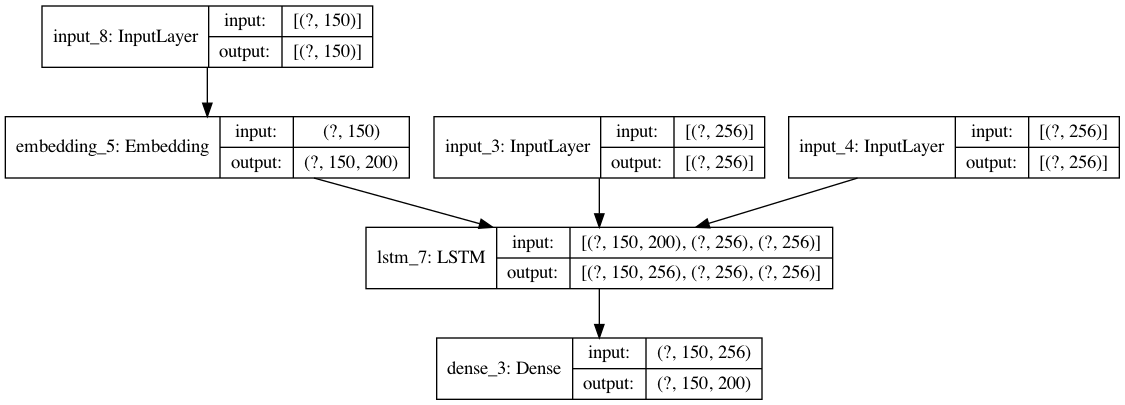 input_8: InputLayer
input: [(?, 150)]
output: [(?, 150)]
embedding_5: Embedding
input: (?, 150)
output: (?, 150, 200)
input_3: InputLayer
input: [(?, 256)]
output: [(?, 256)]
input_4: InputLayer
input: [(?, 256)]
output: [(?, 256)]
lstm_7: LSTM
input: [(?, 150, 200), (?, 256), (?, 256)]
output: [(?, 150, 256), (?, 256), (?, 256)]
dense_3: Dense
input: (?, 150, 256)
output: (?, 150, 200)